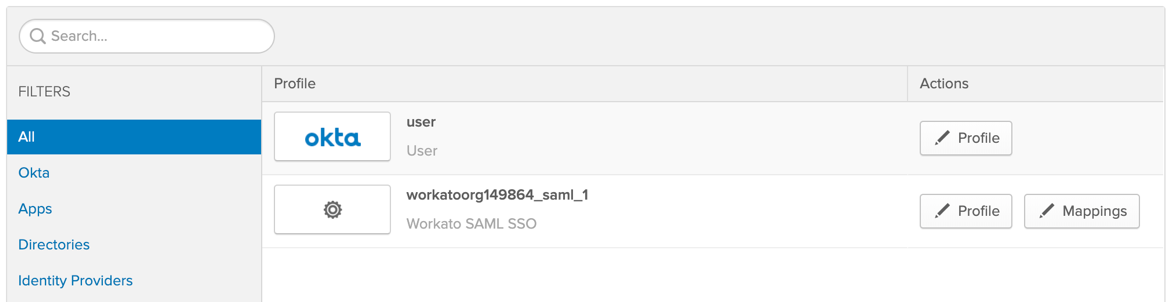 Search...
FILTERS
Profile
Actions
All
Okta
Apps
Directories
Identity Providers
okta
user
User
Profile
workatoorg149864_saml_1
Workato SAML SSO
Profile
Mappings